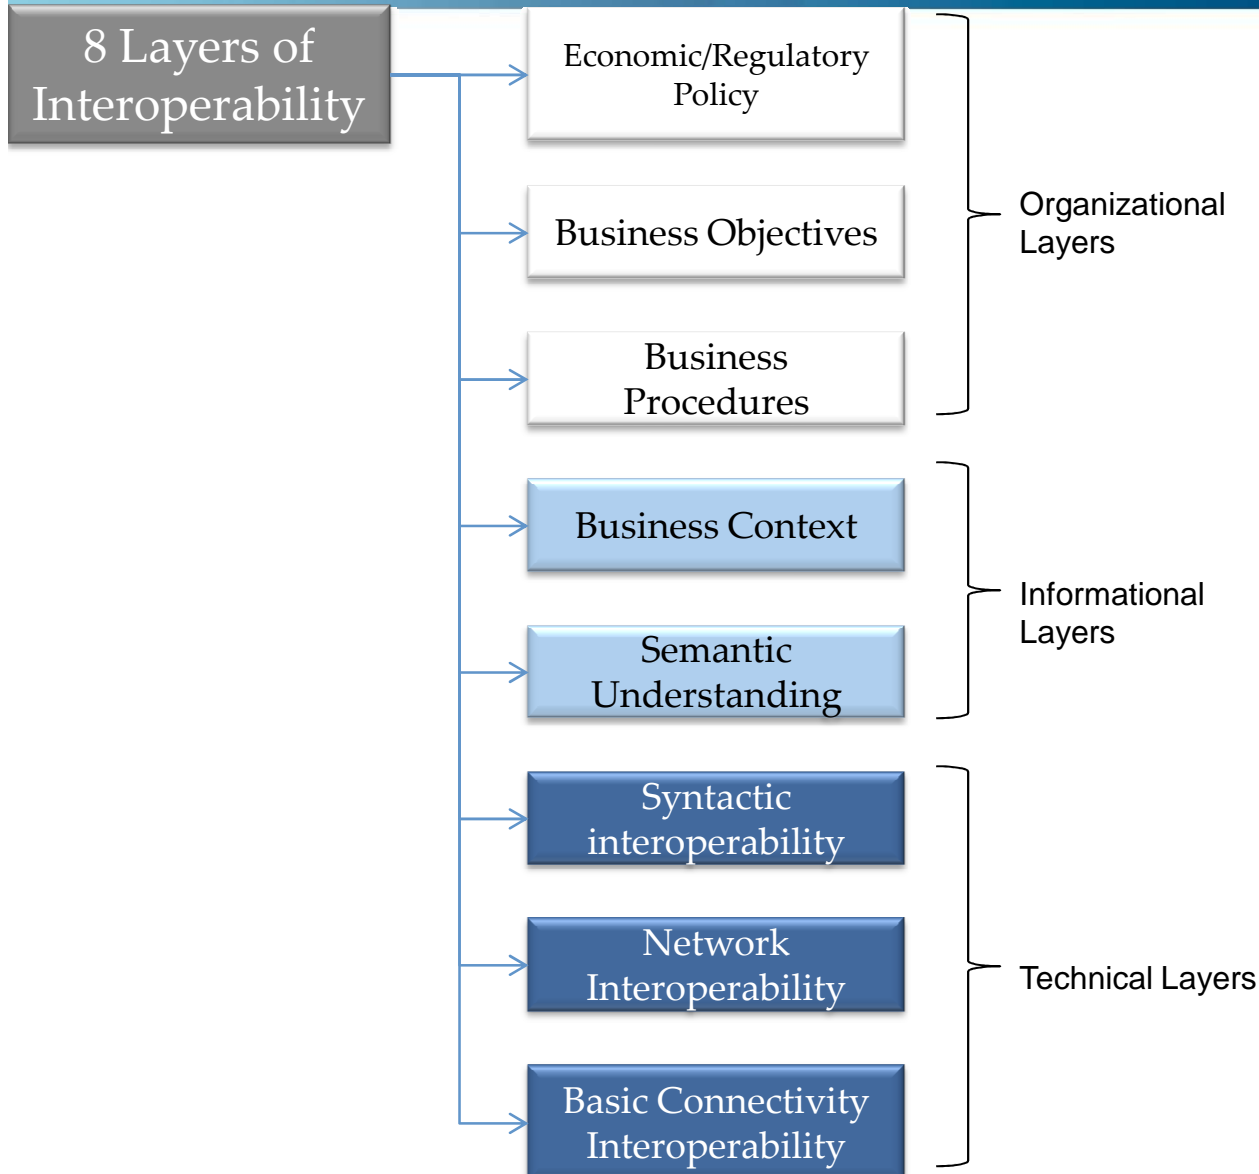 8 Layers of
Interoperability
Economic/Regulatory
Policy
Business Objectives
Business
Procedures
Organizational
Layers
Business Context
Semantic
Understanding
Informational
Layers
Syntactic
interoperability
Network
Interoperability
Basic Connectivity
Interoperability
Technical Layers